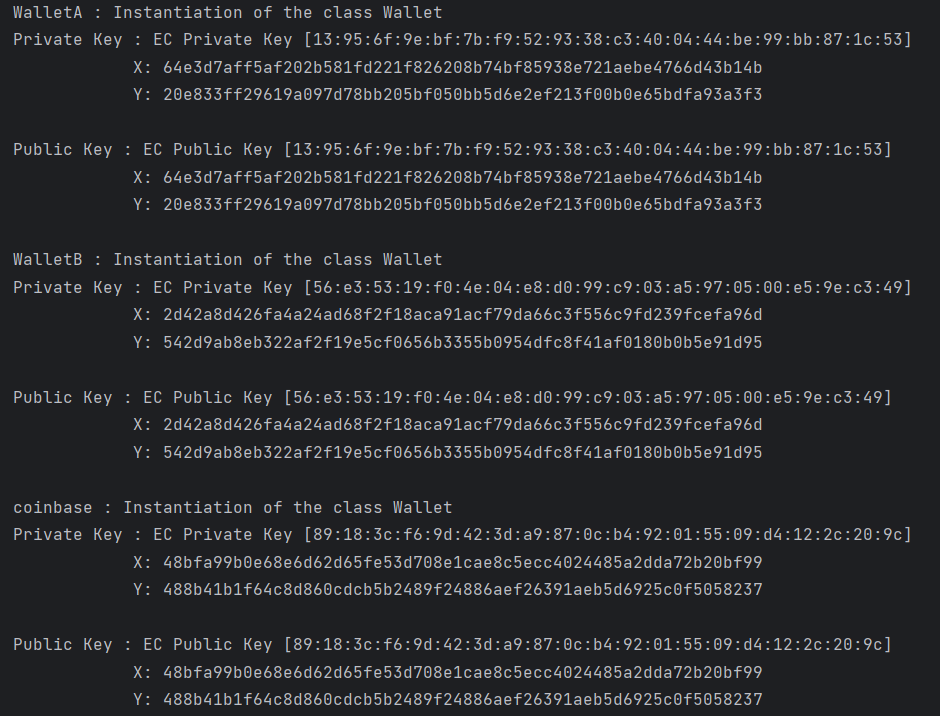 WalletA : Instantiation of the class Wallet
Private Key : EC Private Key [13:95:6f:9e:bf:7b:f9:52:93:38:c3:40:04:44:be:99:bb:87:1c:53]
X: 64e3d7aff5af202b581fd221f826208b74bf85938e721aebe4766d43b14b
Y: 20e833ff29619a097d78bb205bf050bb5d6e2ef213f00b0e65bdfa93a3f3
Public Key : EC Public Key [13:95:6f:9e:bf:7b:f9:52:93:38:c3:40:04:44:be:99:bb:87:1c:53]
X: 64e3d7aff5af202b581fd221f826208b74bf85938e721aebe4766d43b14b
Y: 20e833ff29619a097d78bb205bf050bb5d6e2ef213f00b0e65bdfa93a3f3
WalletB : Instantiation of the class Wallet
Private Key : EC Private Key [56:e3:53:19:f0:4e:04:e8:d0:99:c9:03:a5:97:05:00:e5:9e:c3:49]
X: 2d42a8d426fa4a24ad68f2f18aca91acf79da66c3f556c9fd239fcefa96d
Y: 542d9ab8eb322af2f19e5cf0656b3355b0954dfc8f41af0180b0b5e91d95
Public Key : EC Public Key [56:e3:53:19:f0:4e:04:e8:d0:99:c9:03:a5:97:05:00:e5:9e:c3:49]
X: 2d42a8d426fa4a24ad68f2f18aca91acf79da66c3f556c9fd239fcefa96d
Y: 542d9ab8eb322af2f19e5cf0656b3355b0954dfc8f41af0180b0b5e91d95
coinbase : Instantiation of the class Wallet
Private Key : EC Private Key [89:18:3c:f6:9d:42:3d:a9:87:0c:b4:92:01:55:09:d4:12:2c:20:9c]
X: 48bfa99b0e68e6d62d65fe53d708e1cae8c5ecc4024485a2dda72b20bf99
Y: 488b41b1f64c8d860cdcb5b2489f24886aef26391aeb5d6925c0f5058237
Public Key : EC Public Key [89:18:3c:f6:9d:42:3d:a9:87:0c:b4:92:01:55:09:d4:12:2c:20:9c]
X: 48bfa99b0e68e6d62d65fe53d708e1cae8c5ecc4024485a2dda72b20bf99
Y: 488b41b1f64c8d860cdcb5b2489f24886aef26391aeb5d6925c0f5058237